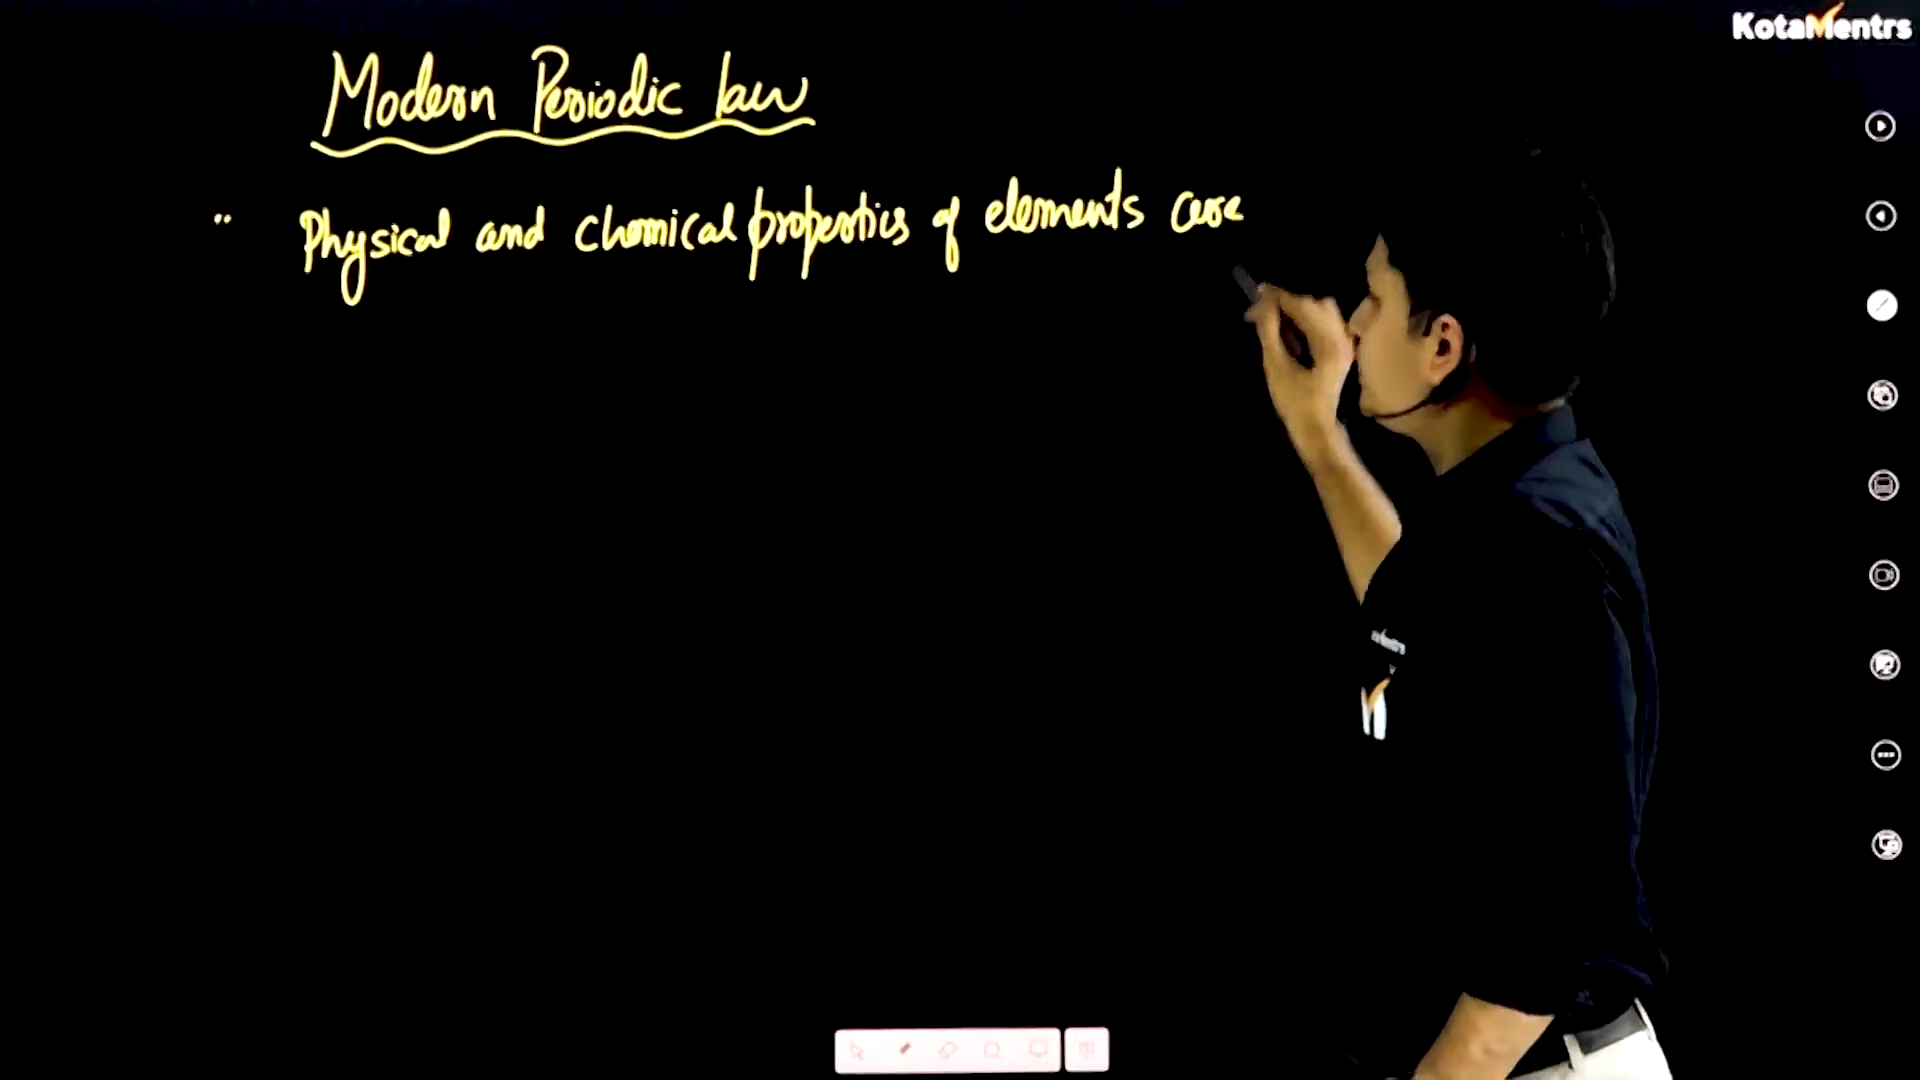 KotaMentrs
Modern Periodic law
" Physical and chemical properties of elements are